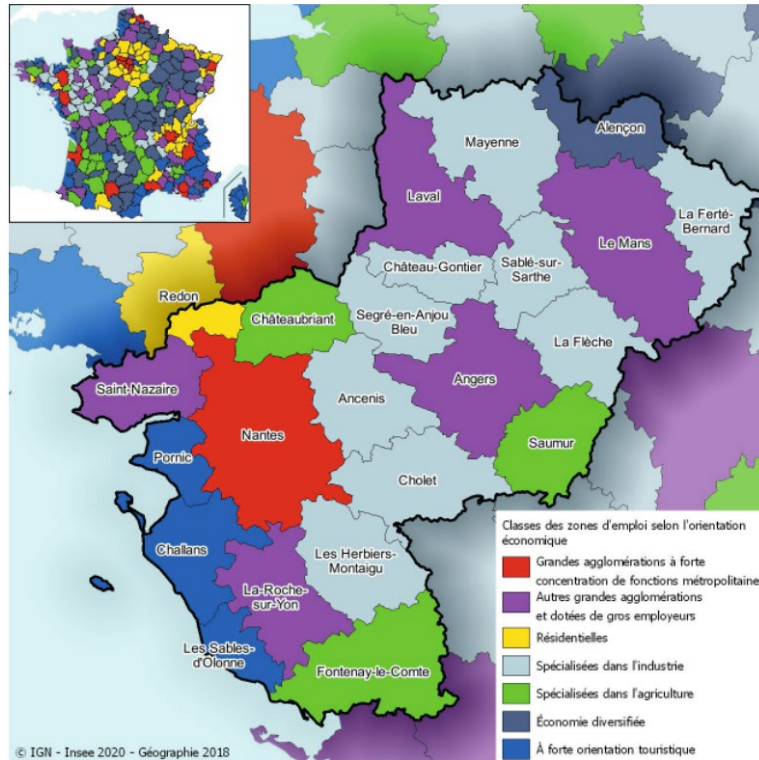 Alençon
Mayenne
Laval
La Ferté-
Bernard
Le Mans
Château-Gontier
Sablé-sur-
Sarthe
Redon
Châteaubriant
Segré-en-Anjou
Bleu
La Flèche
Saint-Nazaire
Angers
Ancenis
Nantes
Saumur
Pornic
Cholet
Challans
Les Herbiers-
Montaigu
La-Roche-
sur-Yon
Les Sables-
d'Olonne
Fontenay-le-Comte
Classes des zones d'emploi selon l'orientation
économique
Grandes agglomérations à forte
concentration de fonctions métropolitaine
Autres grandes agglomérations
et dotées de gros employeurs
Résidentielles
Spécialisées dans l'industrie
Spécialisées dans l'agriculture
Économie diversifiée
À forte orientation touristique
© IGN - Insee 2020 - Géographie 2018